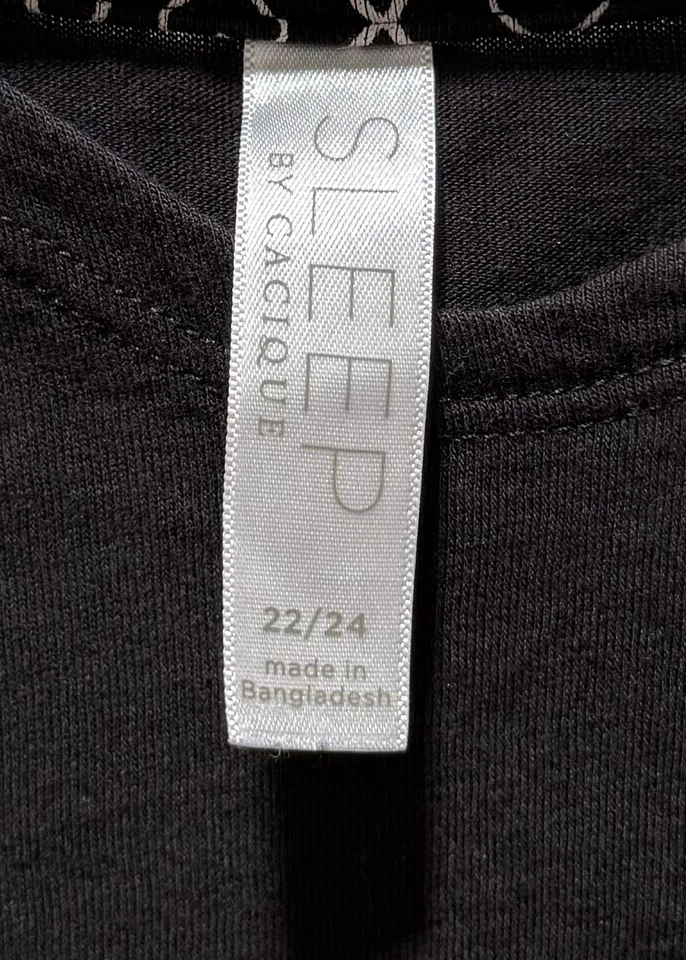 SLEEP
BY CACIQUE
22/24
made in
Bangladesh